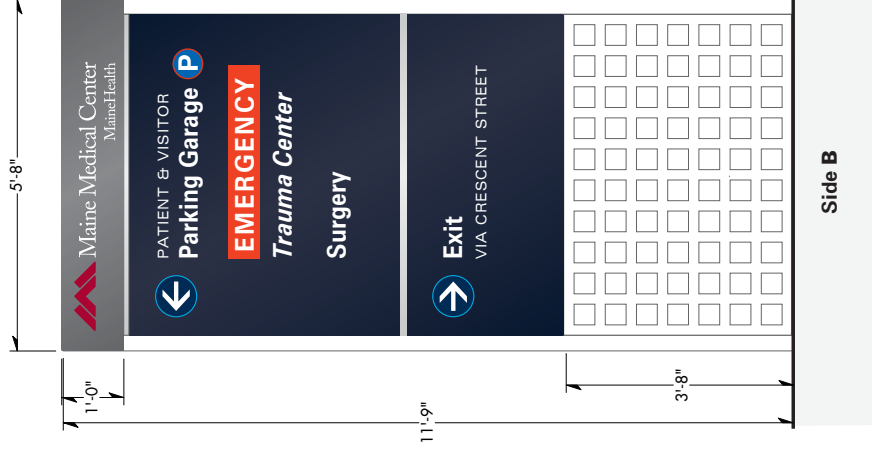 5'-8"
Maine Medical Center
MaineHealth
PATIENT & VISITOR
Parking Garage P
EMERGENCY
Trauma Center
Surgery
Exit
VIA CRESCENT STREET
1'-0"
11'-9"
3'-8"
Side B